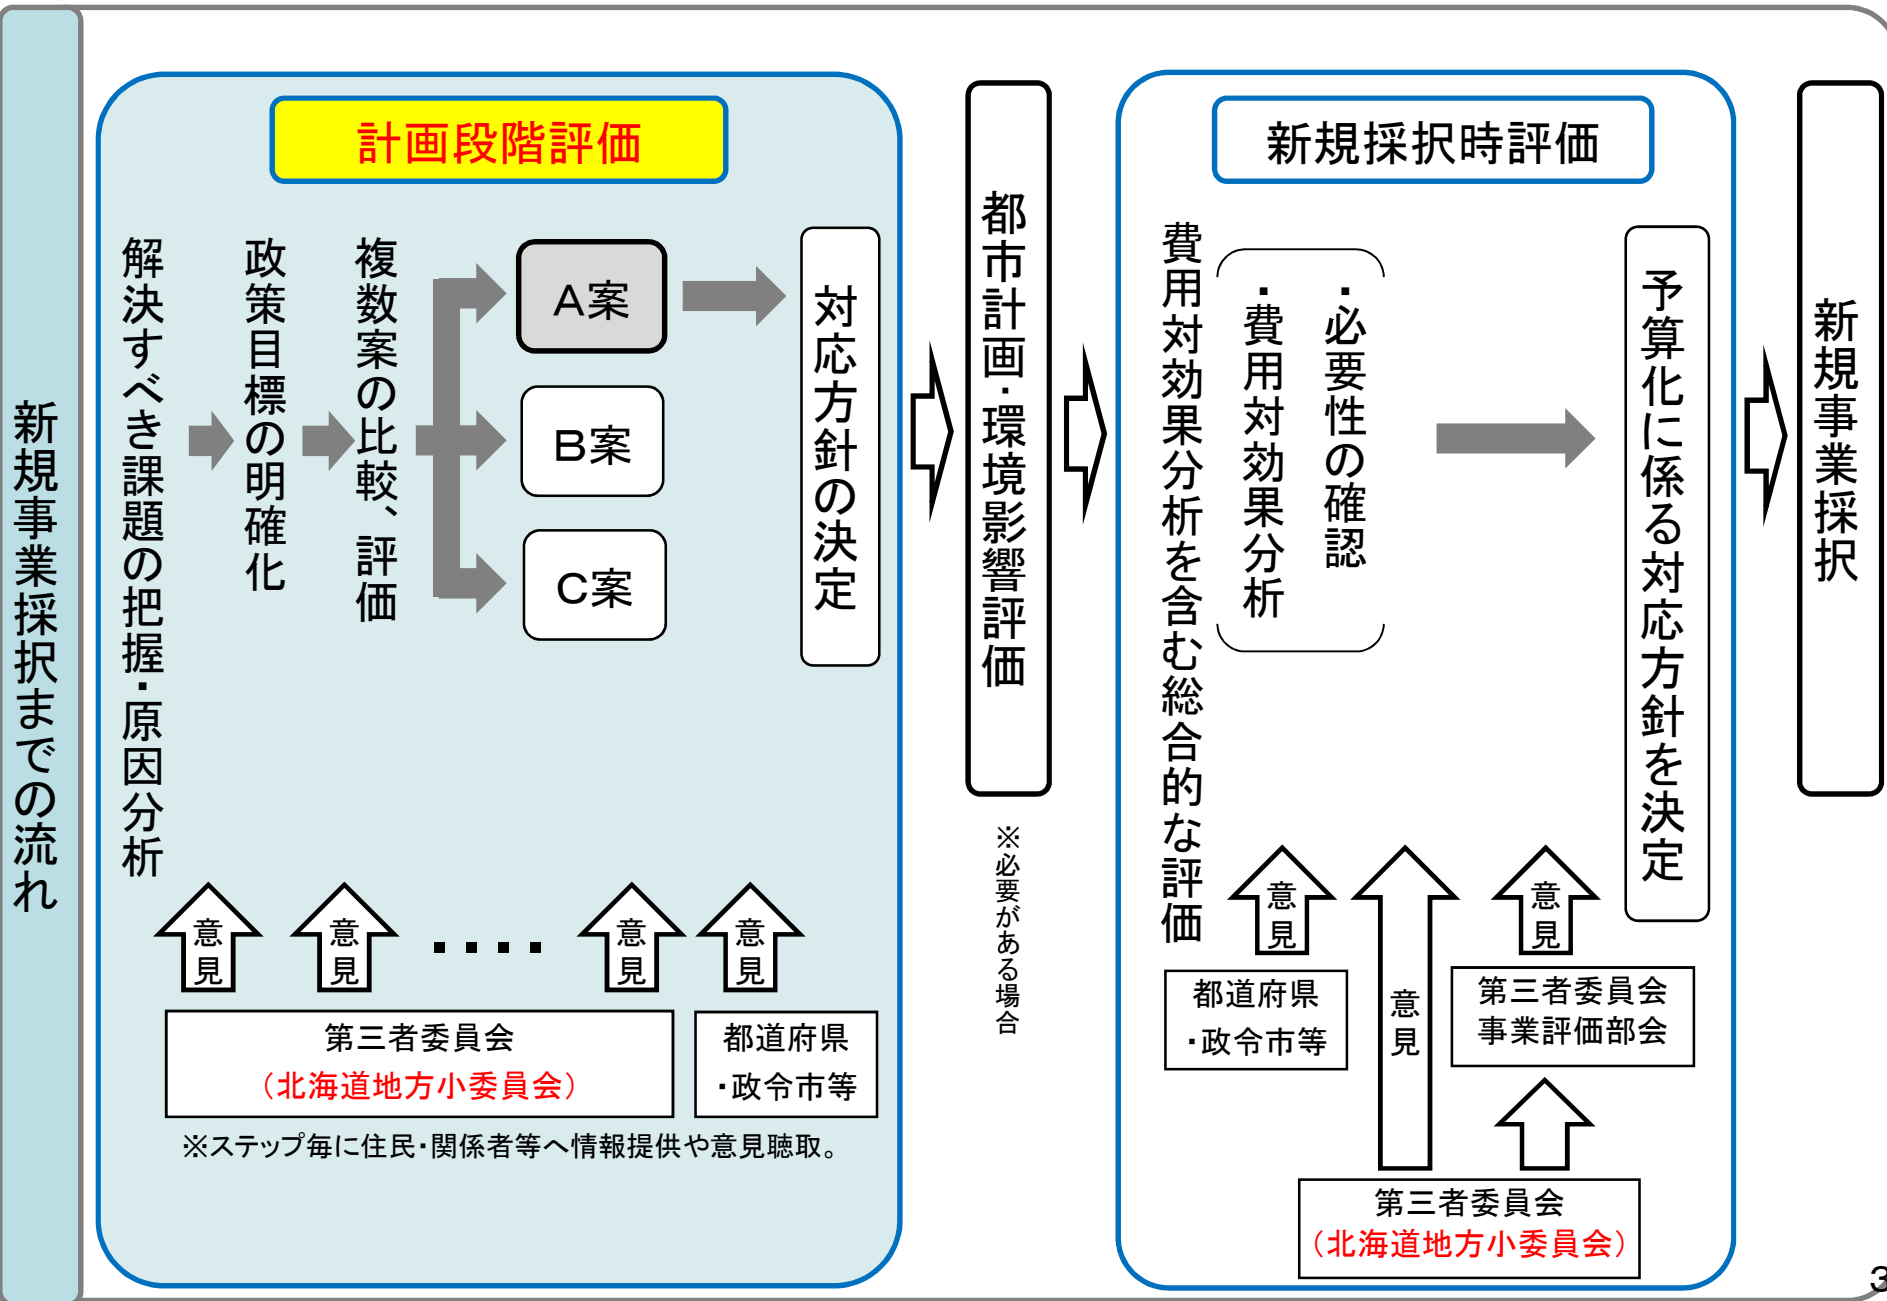 新規事業採択までの流れ
計画段階評価
解決すべき課題の把握・原因分析
政策目標の明確化
複数案の比較、評価
A案
B案
C案
対応方針の決定
意見
意見
・・・・
意見
意見
第三者委員会
（北海道地方小委員会）
都道府県
・政令市等
※ステップ毎に住民・関係者等へ情報提供や意見聴取。
都市計画・環境影響評価
※必要がある場合
新規採択時評価
費用対効果分析を含む総合的な評価
・必要性の確認
・費用対効果分析
予算化に係る対応方針を決定
意見
意見
意見
都道府県
・政令市等
第三者委員会
事業評価部会
第三者委員会
（北海道地方小委員会）
新規事業採択
3